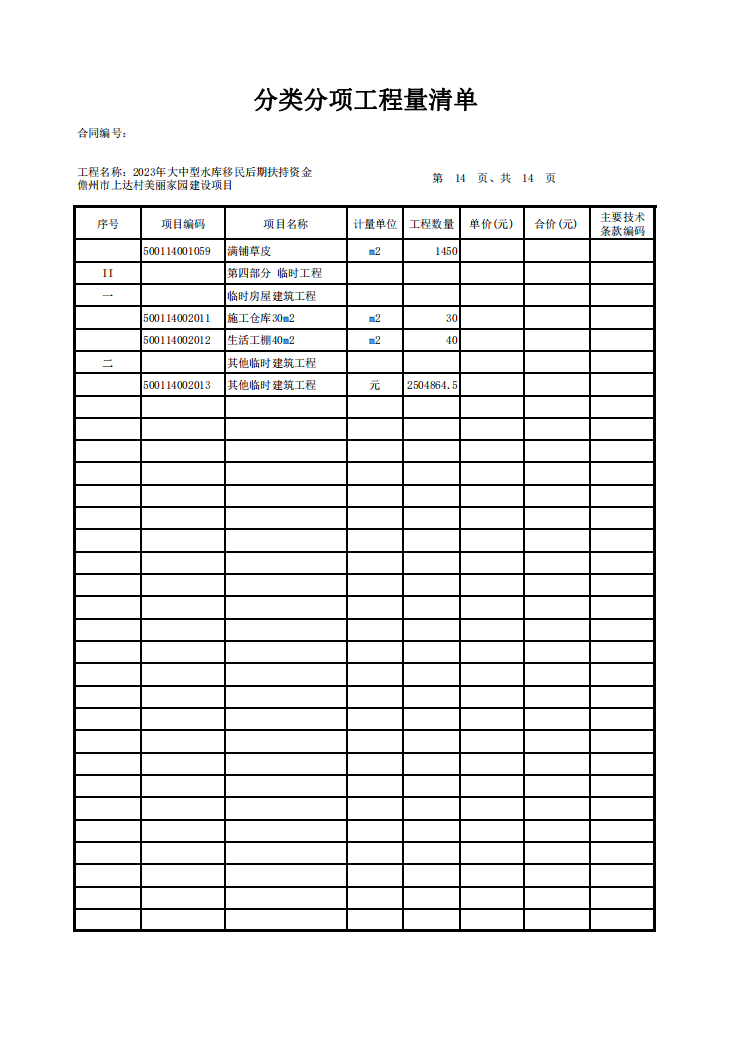 分类分项工程量清单
合同编号:
工程名称: 2023年大中型水库移民后期扶持资金
儋州市上达村美丽家园建设项目
第 14 页、共 14 页
序号 项目编码 项目名称 计量单位 工程数量 单价(元) 合价(元) 主要技术
条款编码
500114001059 满铺草皮 m2 1450
II 第四部分 临时工程
一 临时房屋建筑工程
500114002011 施工仓库30m2 m2 30
500114002012 生活工棚40m2 m2 40
二 其他临时建筑工程
500114002013 其他临时建筑工程 元 2504864.5